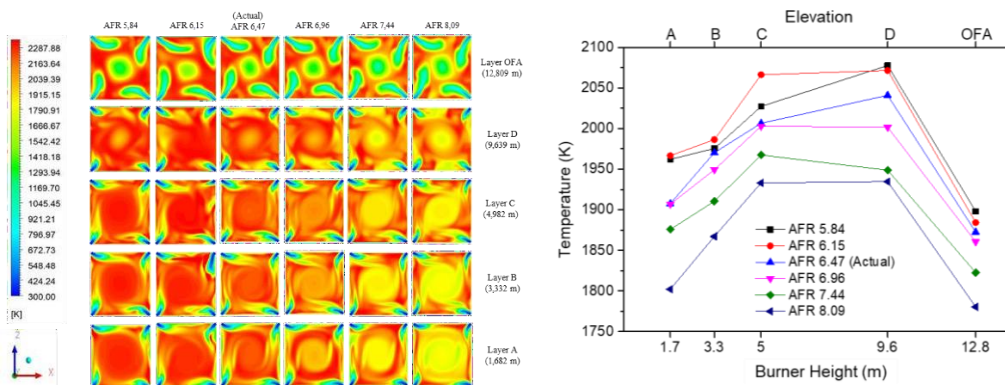 (Actual)
AFR 5,84 AFR 6,15 AFR 6,47 AFR 6,96 AFR 7,44 AFR 8,09
2287.88
2163.64
2039.39
1915.15
1790.91
1666.67
1542.42
1418.18
1293.94
1169.70
1045.45
921.21
796.97
672.73
548.48
424.24
300.00
[K]
Z
Y
X
Layer OFA
(12,809 m)
Layer D
(9,639 m)
Layer C
(4,982 m)
Layer B
(3,332 m)
Layer A
(1,682 m)
Elevation
A B C D OFA
2100
2050
2000
1950
1900
1850
1800
1750
Temperature (K)
AFR 5.84
AFR 6.15
AFR 6.47 (Actual)
AFR 6.96
AFR 7.44
AFR 8.09
1.7 3.3 5 9.6 12.8
Burner Height (m)